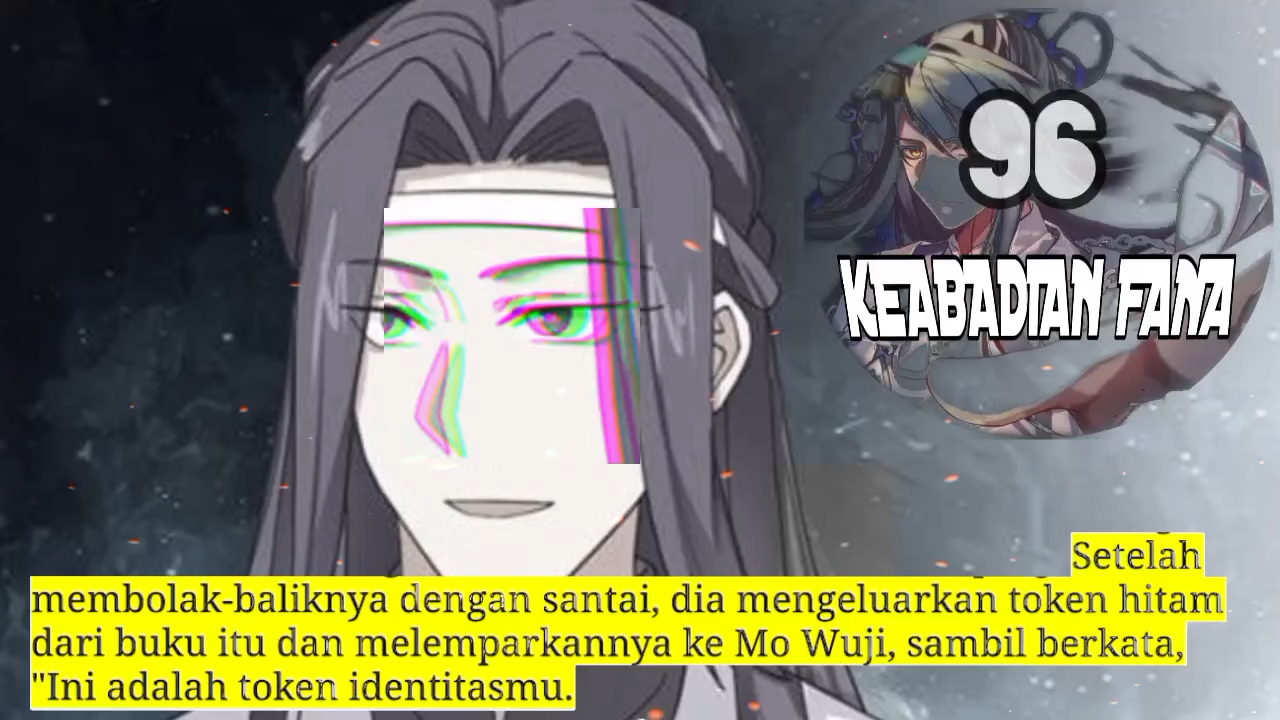 96
KEABADIAN FANA
Setelah
membolak-baliknya dengan santai, dia mengeluarkan token hitam
dari buku itu dan melemparkannya ke Mo Wuji, sambil berkata,
"Ini adalah token identitasmu.